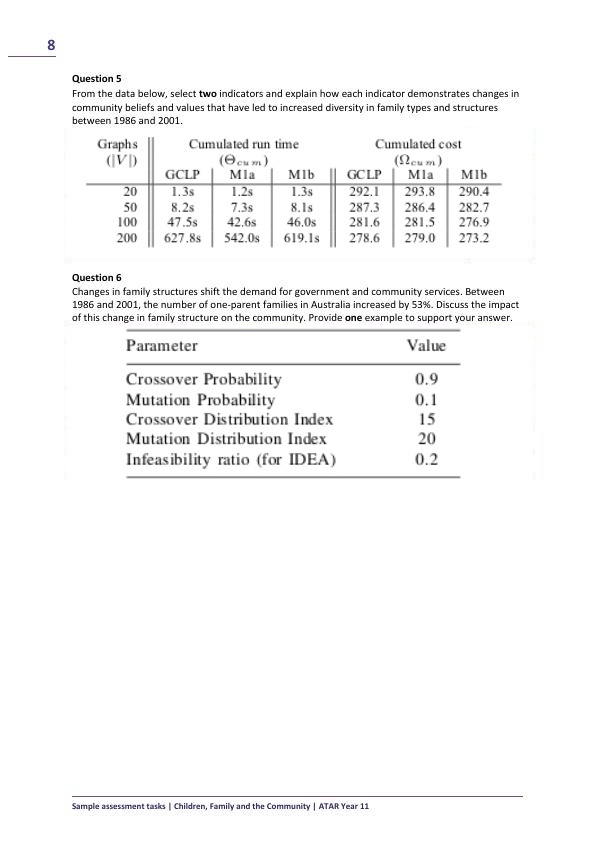 8
Question 5
From the data below, select two indicators and explain how each indicator demonstrates changes in
community beliefs and values that have led to increased diversity in family types and structures
between 1986 and 2001.
Graphs Cumulated run time Cumulated cost
(|V|) (Θcum) (Ωcum)
GCLP M1a M1b GCLP M1a M1b
20 1.3s 1.2s 1.3s 292.1 293.8 290.4
50 8.2s 7.3s 8.1s 287.3 286.4 282.7
100 47.5s 42.6s 46.0s 281.6 281.5 276.9
200 627.8s 542.0s 619.1s 278.6 279.0 273.2
Question 6
Changes in family structures shift the demand for government and community services. Between
1986 and 2001, the number of one-parent families in Australia increased by 53%. Discuss the impact
of this change in family structure on the community. Provide one example to support your answer.
Parameter Value
Crossover Probability 0.9
Mutation Probability 0.1
Crossover Distribution Index 15
Mutation Distribution Index 20
Infeasibility ratio (for IDEA) 0.2
Sample assessment tasks | Children, Family and the Community | ATAR Year 11